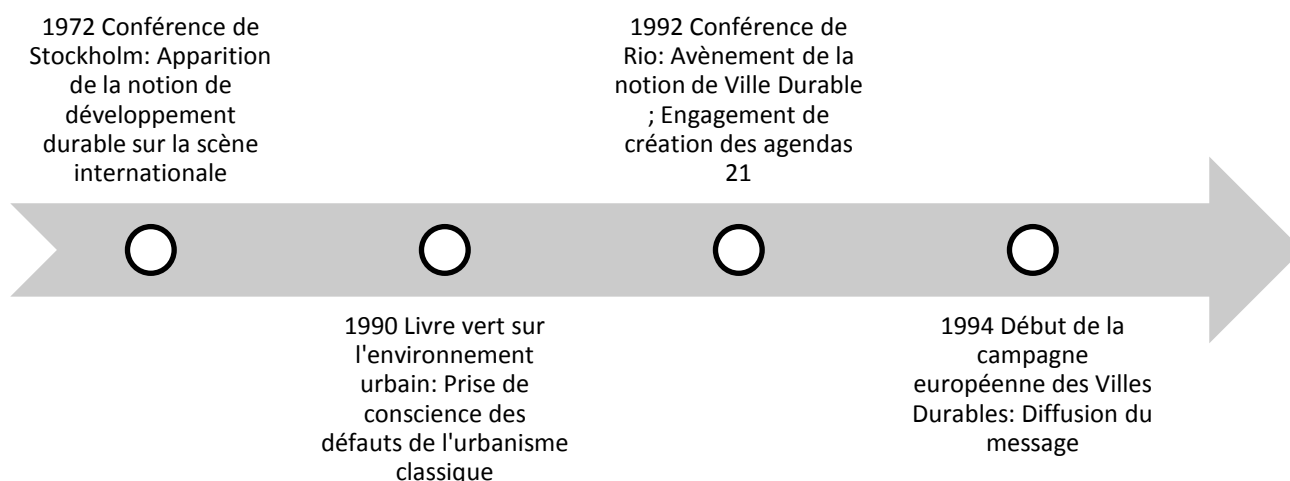 1972 Conférence de
Stockholm: Apparition
de la notion de
développement
durable sur la scène
internationale
1990 Livre vert sur
l'environnement
urbain: Prise de
conscience des
défauts de l'urbanisme
classique
1992 Conférence de
Rio: Avènement de la
notion de Ville Durable
; Engagement de
création des agendas
21
1994 Début de la
campagne
européenne des Villes
Durables: Diffusion du
message